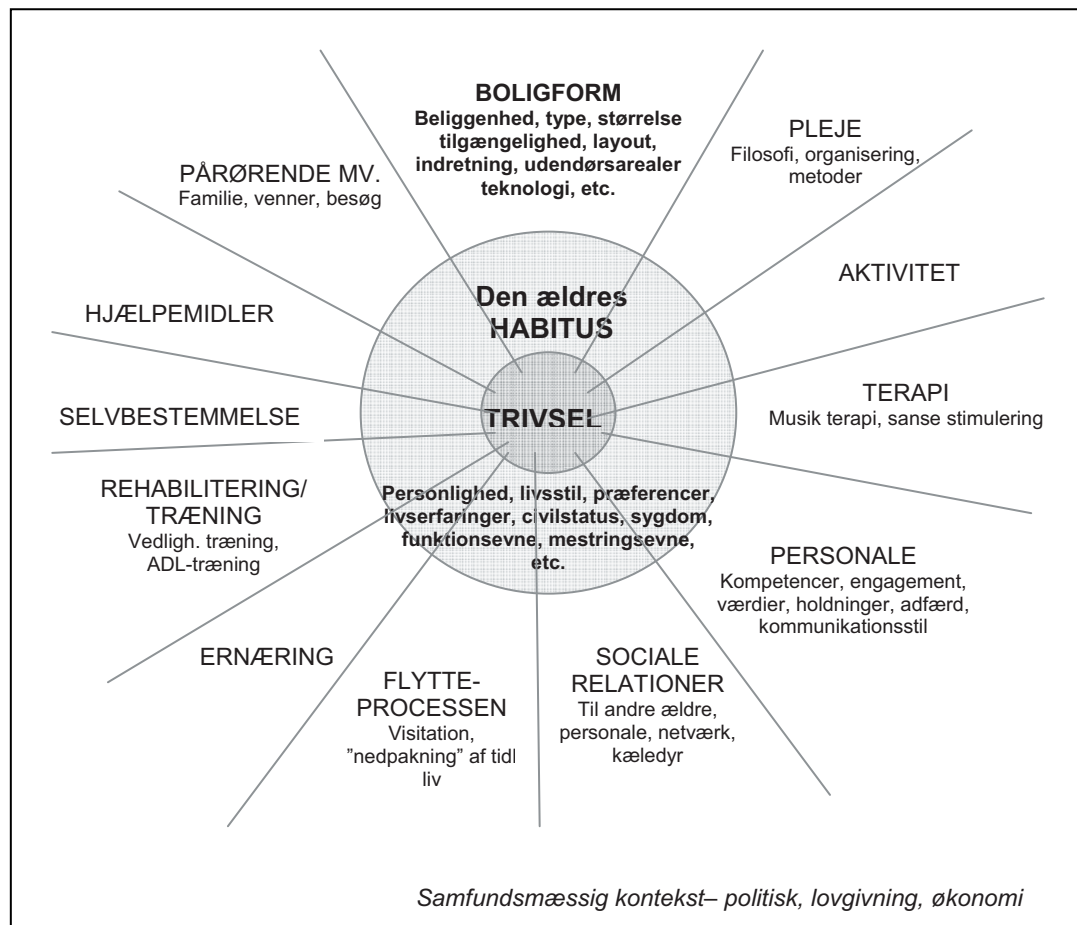 BOLIGFORM
Beliggenhed, type, størrelse
tilgængelighed, layout,
indretning, udendørsarealer
teknologi, etc.
PLEJE
Filosofi, organisering,
metoder
PÅRØRENDE MV.
Familie, venner, besøg
AKTIVITET
Den ældres
HABITUS
HJÆLPEMIDLER
TERAPI
Musik terapi, sanse stimulering
SELVBESTEMMELSE
TRIVSEL
REHABILITERING/
TRÆNING
Vedligh. træning,
ADL-træning
Personlighed, livsstil, præferencer,
livserfaringer, civilstatus, sygdom,
funktionsevne, mestringsevne,
etc.
PERSONALE
Kompetencer, engagement,
værdier, holdninger, adfærd,
kommunikationsstil
ERNÆRING
FLYTTE-
PROCESSEN
Visitation,
”nedpakning” af tidl
liv
SOCIALE
RELATIONER
Til andre ældre,
personale, netværk,
kæledyr
Samfundsmæssig kontekst– politisk, lovgivning, økonomi